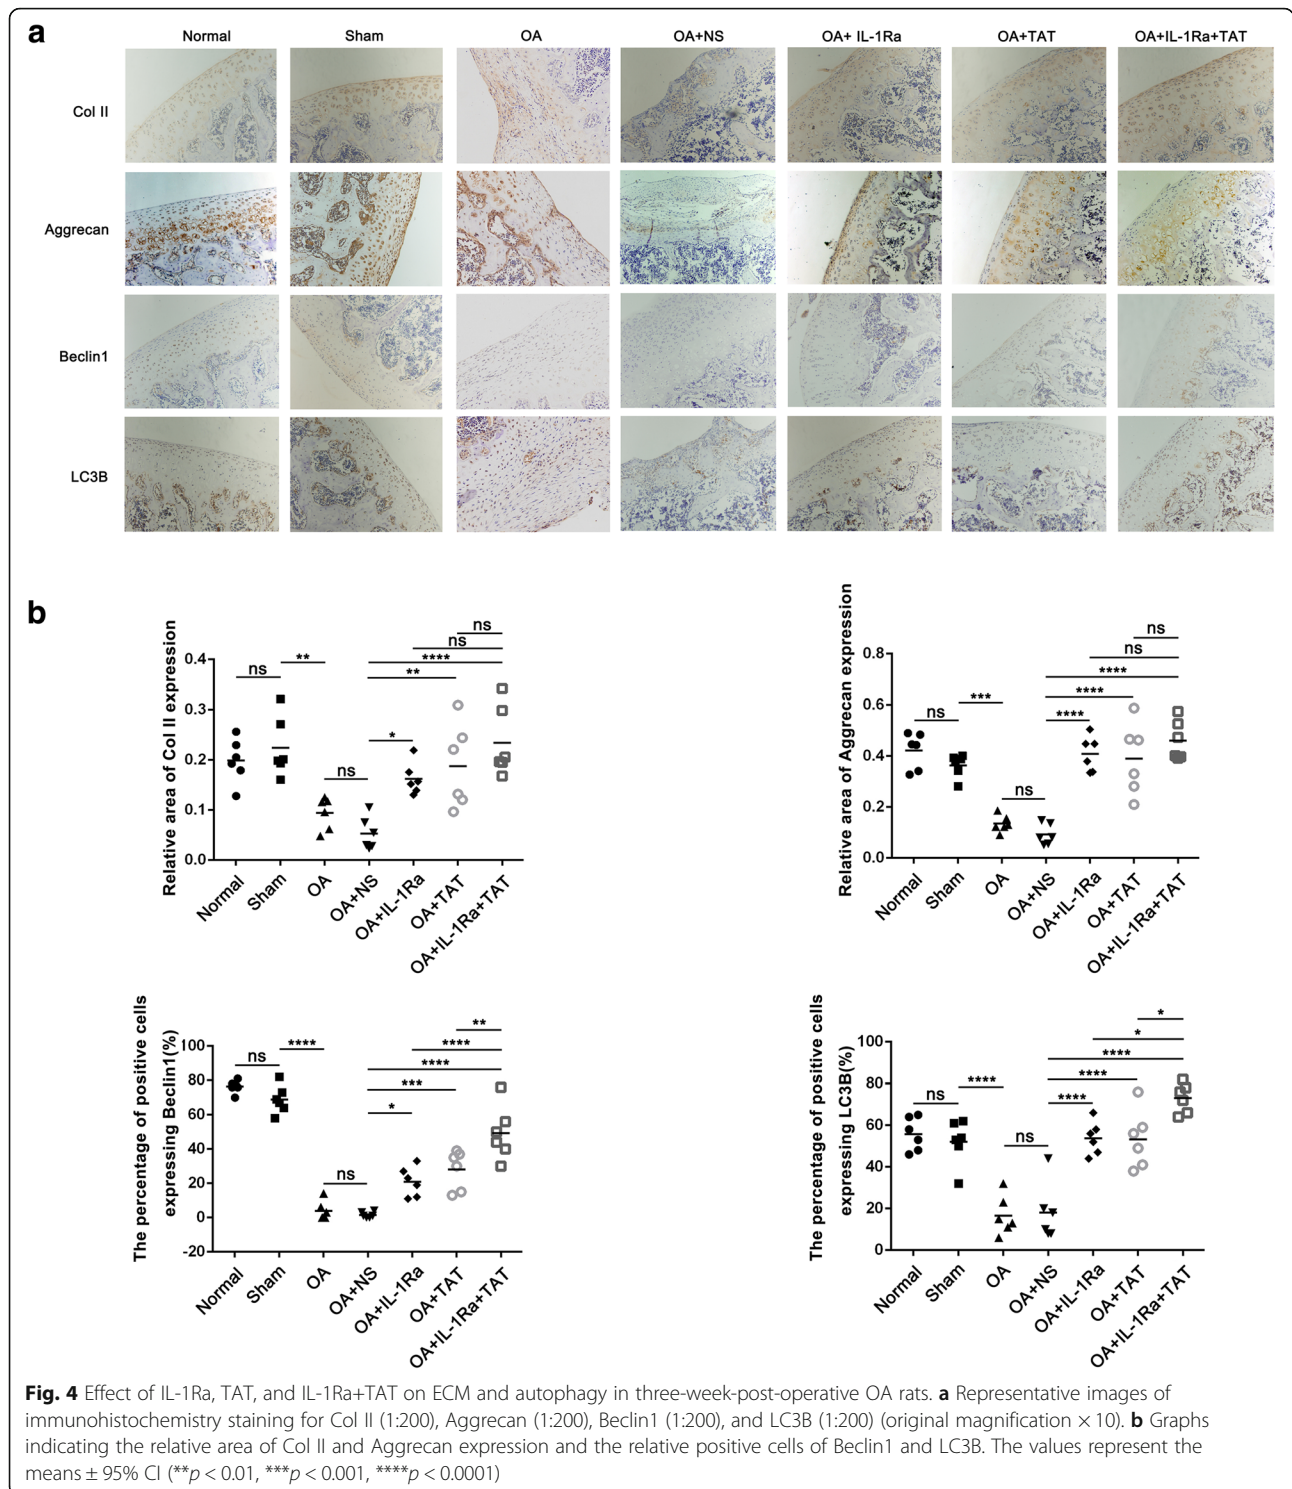 a
Normal Sham OA OA+NS OA+ IL-1Ra OA+TAT OA+IL-1Ra+TAT
Col II
Aggrecan
Beclin1
LC3B
b
Relative area of Col II expression
0.4
0.3
0.2
0.1
0.0
ns
**
ns
*
**
****
ns
ns
Normal
Sham
OA
OA+NS
OA+IL-1Ra
OA+TAT
OA+IL-1Ra+TAT
Relative area of Aggrecan expression
0.8
0.6
0.4
0.2
0.0
ns
***
ns
****
****
****
ns
ns
Normal
Sham
OA
OA+NS
OA+IL-1Ra
OA+TAT
OA+IL-1Ra+TAT
The percentage of positive cells
expressing Beclin1(%)
100
80
60
40
20
0
-20
ns
****
ns
*
***
****
****
**
Normal
Sham
OA
OA+NS
OA+IL-1Ra
OA+TAT
OA+IL-1Ra+TAT
The percentage of positive cells
expressing LC3B(%)
100
80
60
40
20
0
ns
****
ns
****
****
****
*
*
Normal
Sham
OA
OA+NS
OA+IL-1Ra
OA+TAT
OA+IL-1Ra+TAT
Fig. 4 Effect of IL-1Ra, TAT, and IL-1Ra+TAT on ECM and autophagy in three-week-post-operative OA rats. a Representative images of
immunohistochemistry staining for Col II (1:200), Aggrecan (1:200), Beclin1 (1:200), and LC3B (1:200) (original magnification × 10). b Graphs
indicating the relative area of Col II and Aggrecan expression and the relative positive cells of Beclin1 and LC3B. The values represent the
means ± 95% CI (**p < 0.01, ***p < 0.001, ****p < 0.0001)